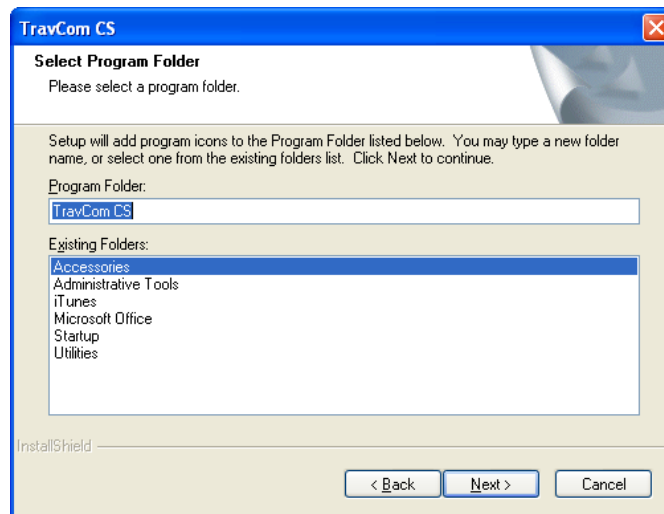 TravCom CS
Select Program Folder
Please select a program folder.
Setup will add program icons to the Program Folder listed below. You may type a new folder
name, or select one from the existing folders list. Click Next to continue.
Program Folder:
TravCom CS
Existing Folders:
Accessories
Administrative Tools
iTunes
Microsoft Office
Startup
Utilities
InstallShield
< Back Next > Cancel